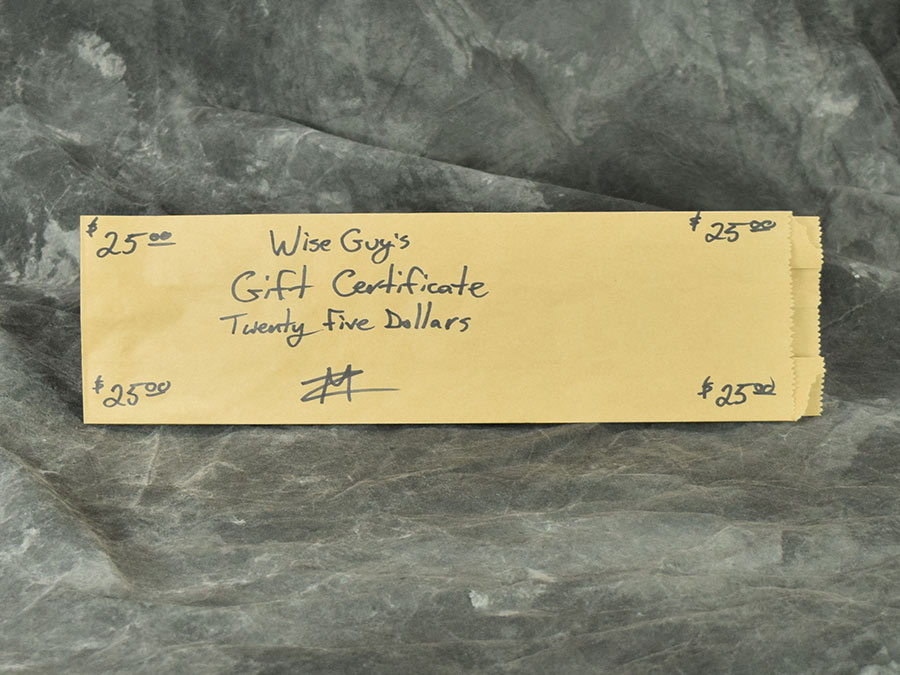 $25.00
Wise Guy's
$25.00
Gift Certificate
Twenty Five Dollars
$25.00
$25.00